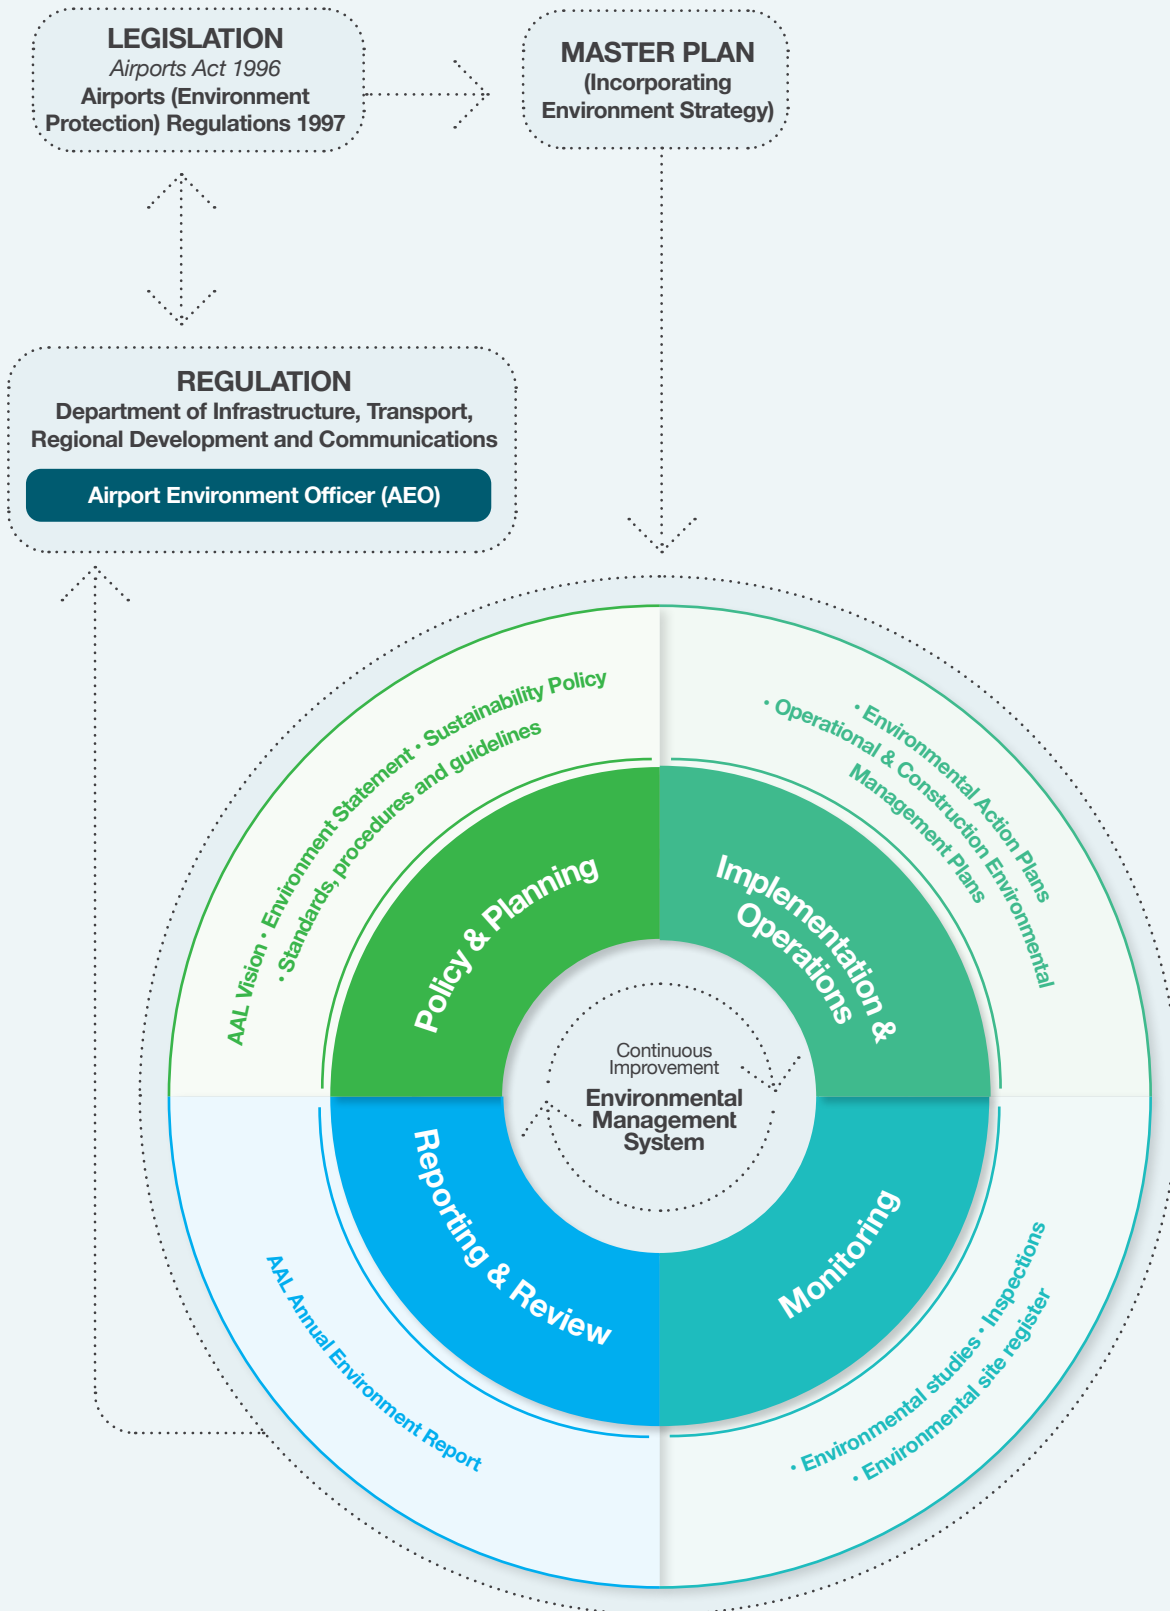 LEGISLATION
Airports Act 1996
Airports (Environment
Protection) Regulations 1997
MASTER PLAN
(Incorporating
Environment Strategy)
REGULATION
Department of Infrastructure, Transport,
Regional Development and Communications
Airport Environment Officer (AEO)
AAL Vision • Environment Statement • Sustainability Policy
• Standards, procedures and guidelines
Policy & Planning
• Environmental Action Plans
• Operational & Construction Environmental
Management Plans
Implementation &
Operations
Continuous
Improvement
Environmental
Management
System
Reporting & Review
AAL Annual Environment Report
Monitoring
• Environmental studies • Inspections
• Environmental site register